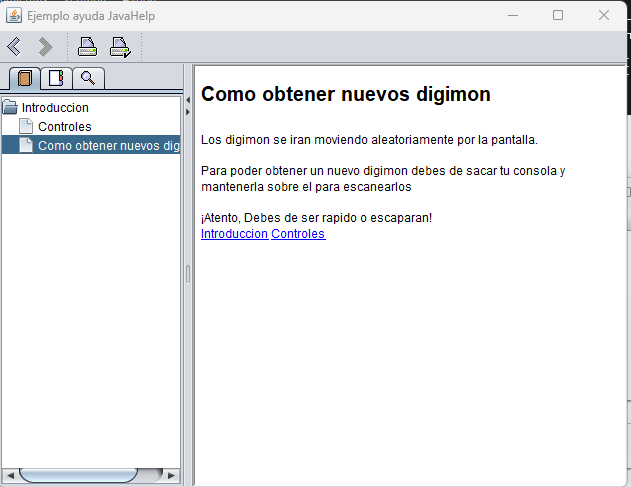 Ejemplo ayuda JavaHelp
Introduccion
Controles
Como obtener nuevos dig
Como obtener nuevos digimon
Los digimon se iran moviendo aleatoriamente por la pantalla.
Para poder obtener un nuevo digimon debes de sacar tu consola y
mantenerla sobre el para escanearlos
¡Atento, Debes de ser rapido o escaparan!
Introduccion Controles